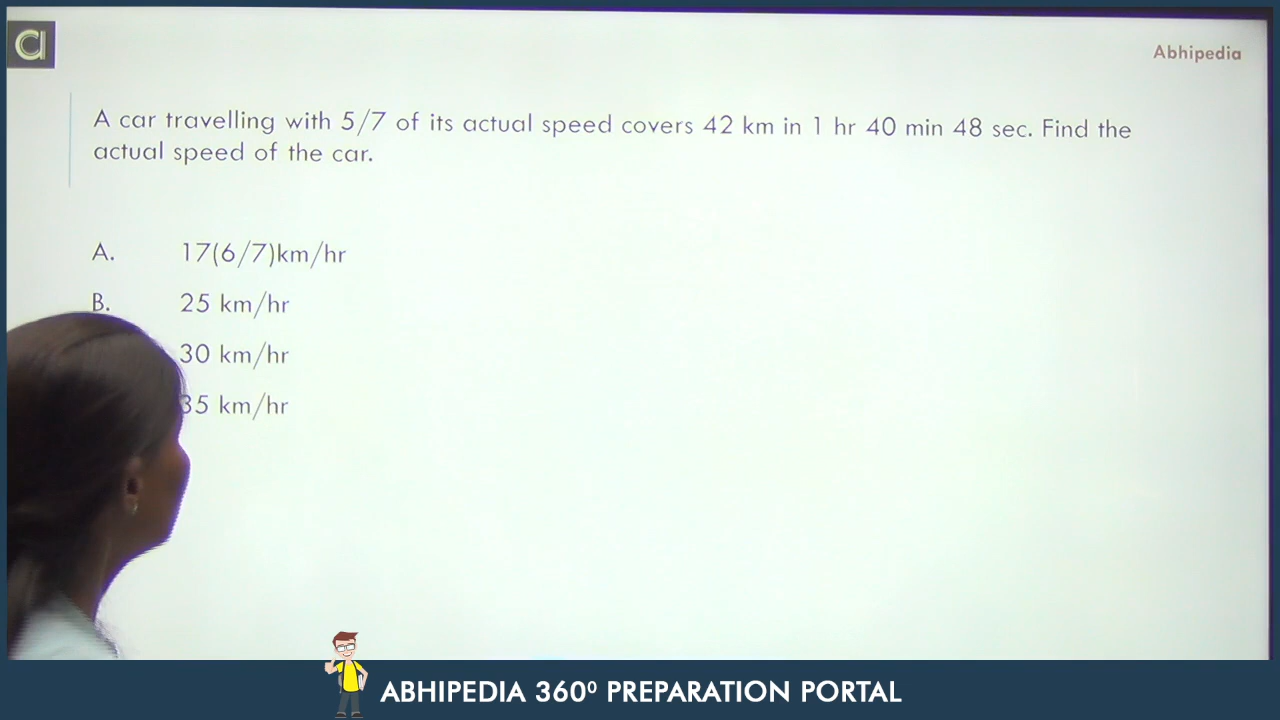 Abhipedia
A car travelling with 5/7 of its actual speed covers 42 km in 1 hr 40 min 48 sec. Find the
actual speed of the car.
A. 17(6/7)km/hr
B. 25 km/hr
30 km/hr
35 km/hr
ABHIPEDIA 360⁰ PREPARATION PORTAL